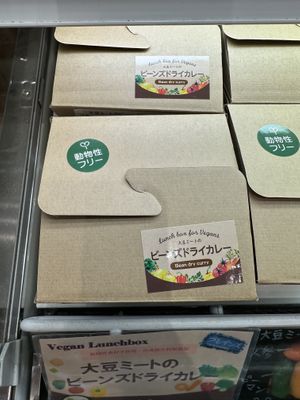 lunch box for Vegans
大豆ミートの
ビーンズドライカレー
Bean dry curry
動物性
フリー
動物性
フリー
lunch box for Vegans
大豆ミートの
ビーンズドライカレー
Bean dry curry
Vegan Lunchbox
大豆ミートの
ビーンズドライカレー